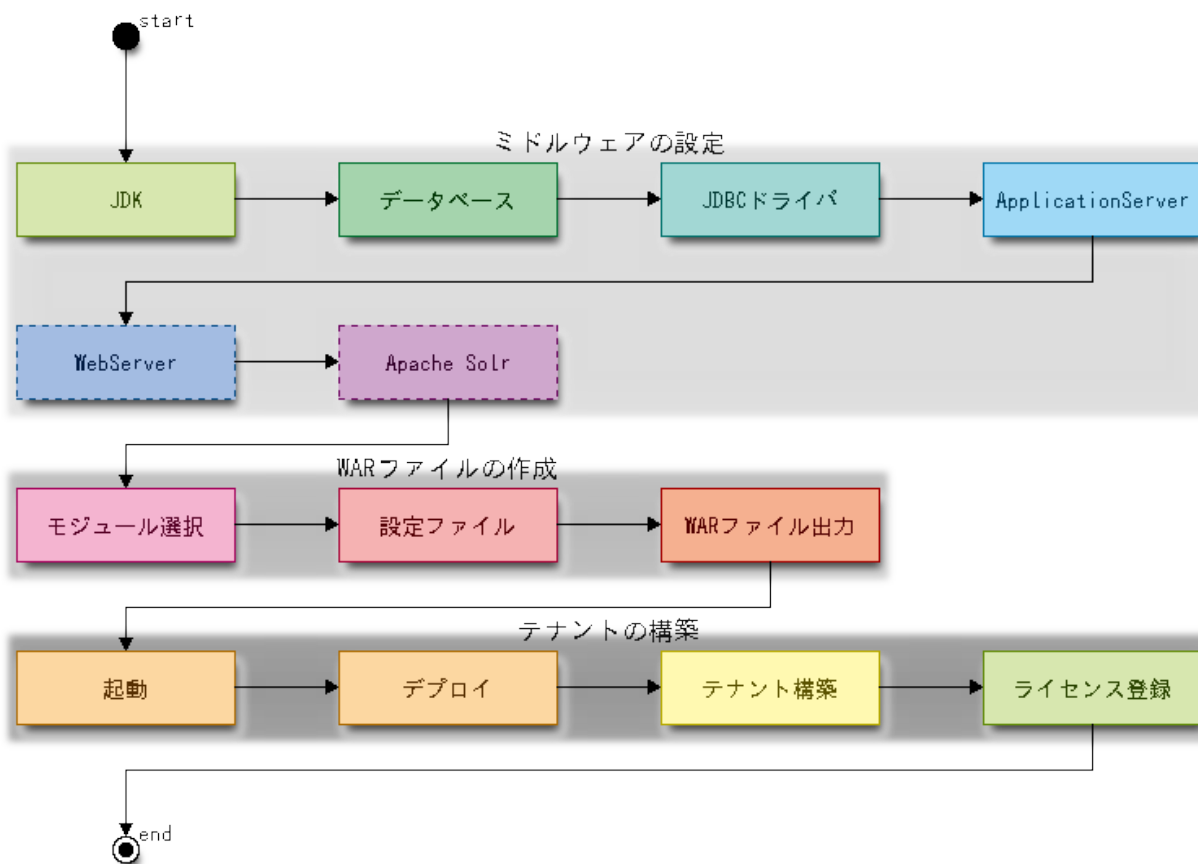 start
ミドルウェアの設定
JDK
データベース
JDBCドライバ
ApplicationServer
WebServer
Apache Solr
WARファイルの作成
モジュール選択
設定ファイル
WARファイル出力
テナントの構築
起動
デプロイ
テナント構築
ライセンス登録
end